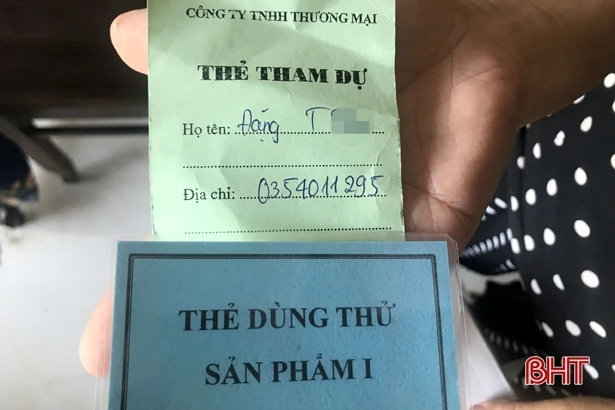 CÔNG TY TNHH THƯƠNG MẠI
THẺ THAM DỰ
Họ tên: Đặng T
Địa chỉ: 0354011295
THẺ DÙNG THỬ
SẢN PHẨM I
BHT